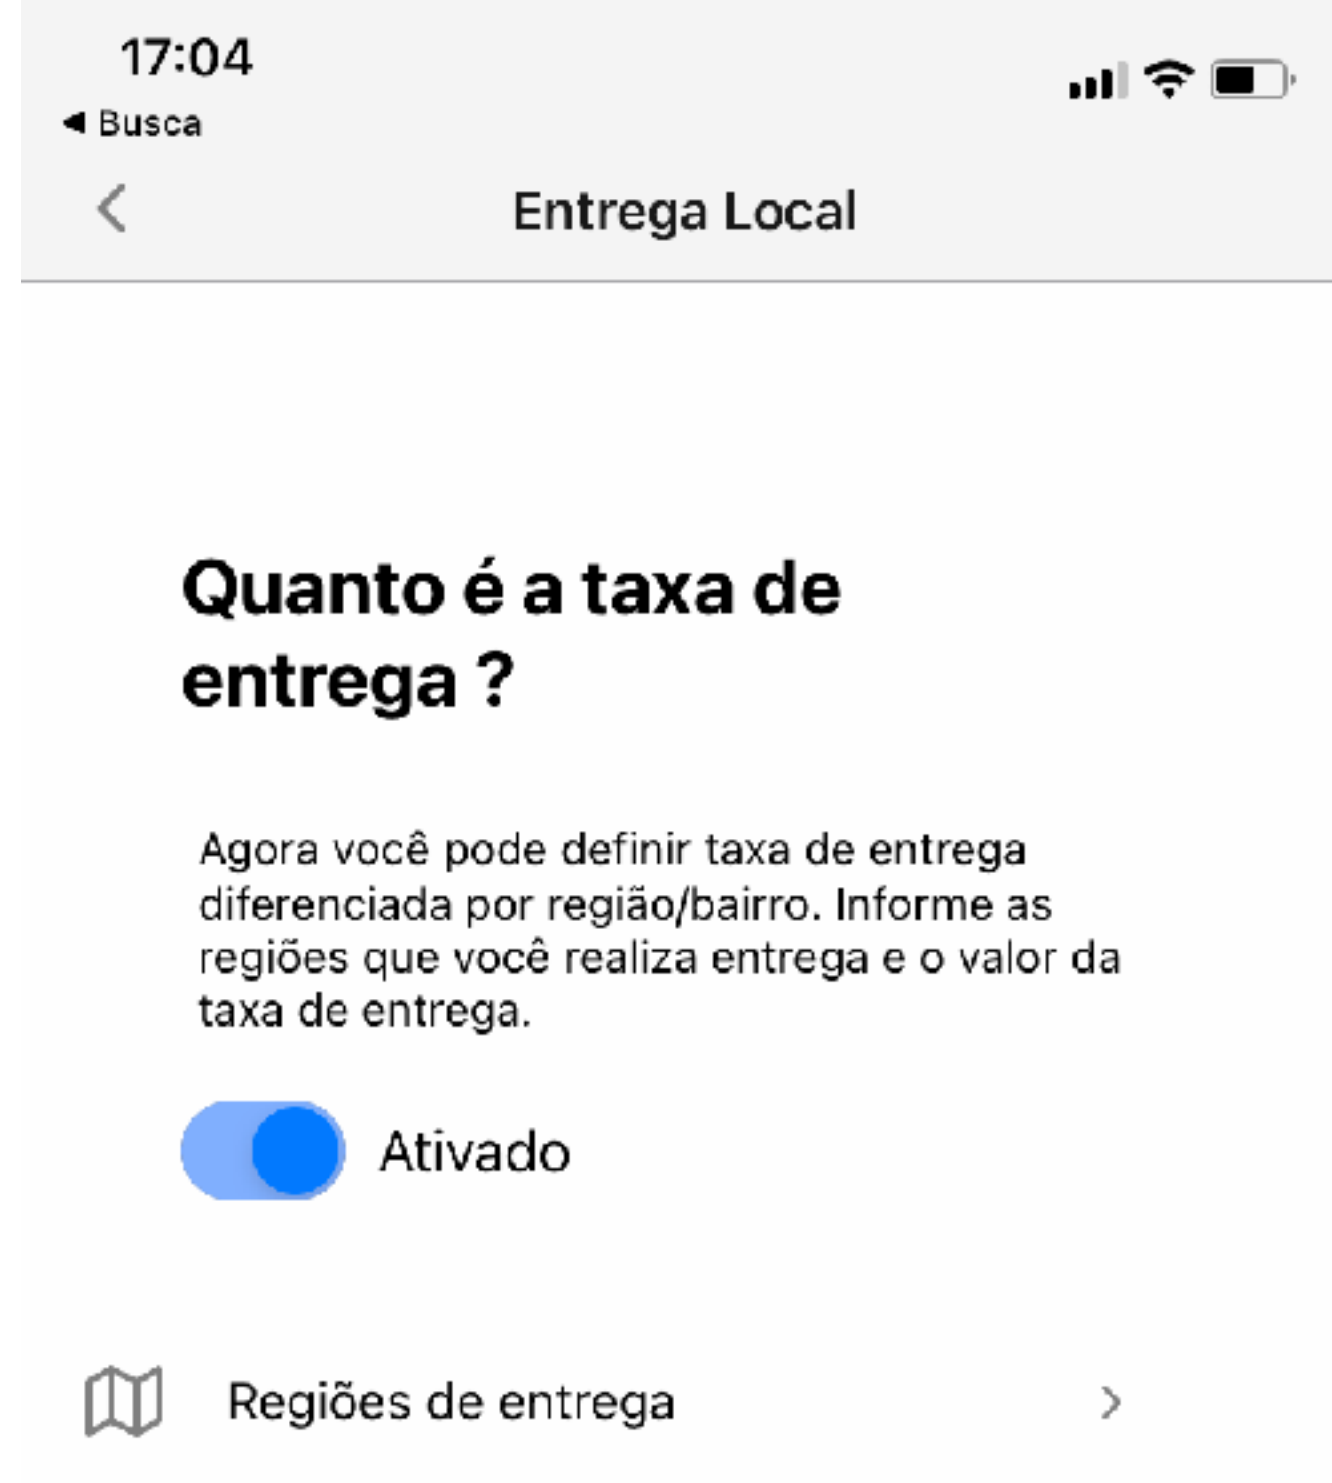 17:04
Busca
Entrega Local
Quanto é a taxa de
entrega ?
Agora você pode definir taxa de entrega
diferenciada por região/bairro. Informe as
regiões que você realiza entrega e o valor da
taxa de entrega.
Ativado
Regiões de entrega